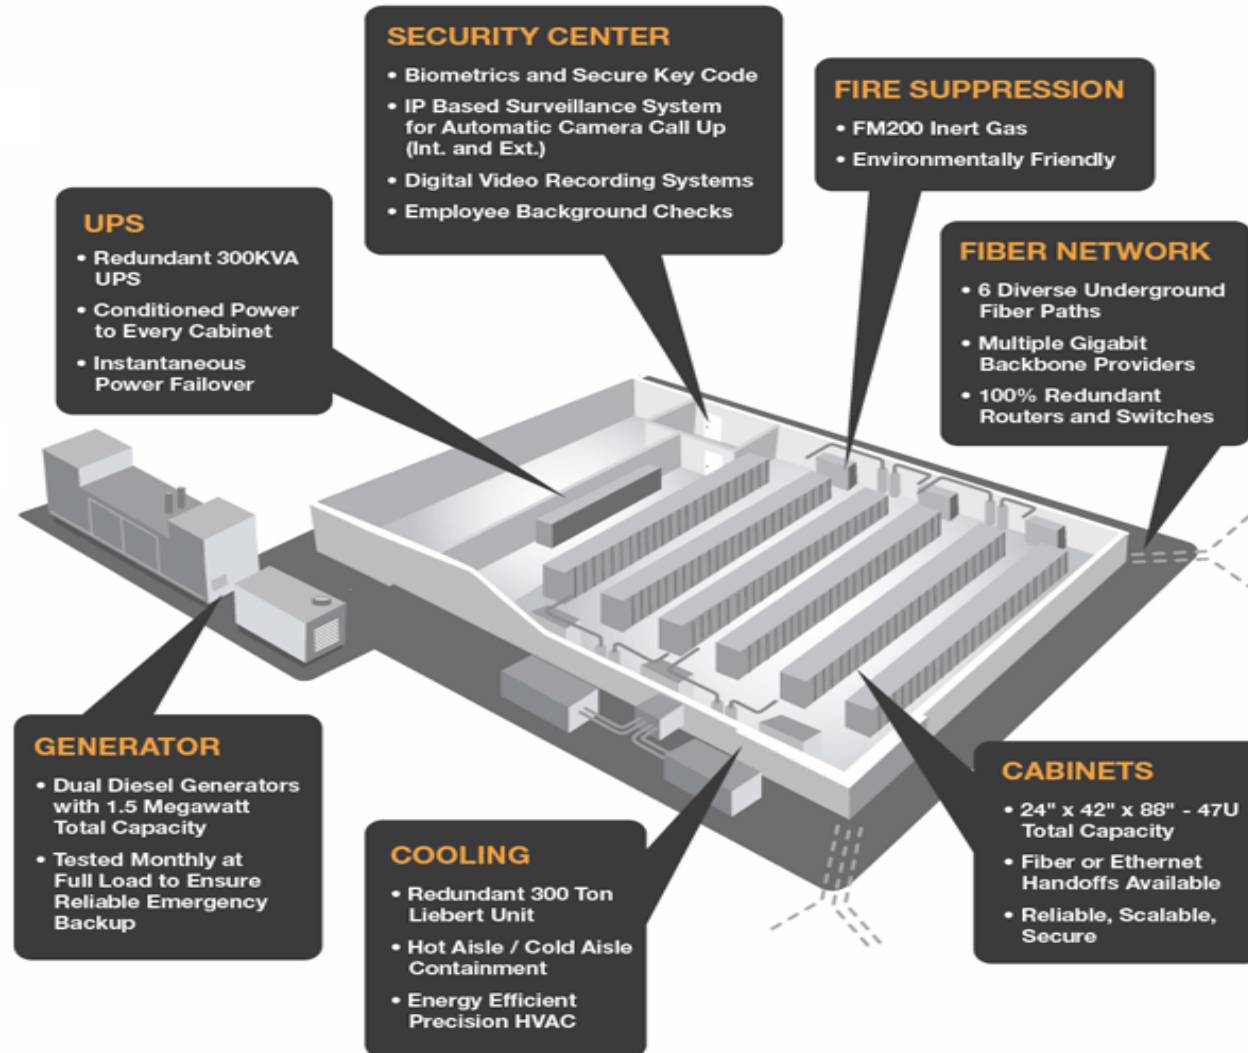 SECURITY CENTER
• Biometrics and Secure Key Code
• IP Based Surveillance System
for Automatic Camera Call Up
(Int. and Ext.)
• Digital Video Recording Systems
• Employee Background Checks
FIRE SUPPRESSION
• FM200 Inert Gas
• Environmentally Friendly
UPS
• Redundant 300KVA
UPS
• Conditioned Power
to Every Cabinet
• Instantaneous
Power Failover
FIBER NETWORK
• 6 Diverse Underground
Fiber Paths
• Multiple Gigabit
Backbone Providers
• 100% Redundant
Routers and Switches
GENERATOR
• Dual Diesel Generators
with 1.5 Megawatt
Total Capacity
• Tested Monthly at
Full Load to Ensure
Reliable Emergency
Backup
COOLING
• Redundant 300 Ton
Liebert Unit
• Hot Aisle / Cold Aisle
Containment
• Energy Efficient
Precision HVAC
CABINETS
• 24" x 42" x 88" - 47U
Total Capacity
• Fiber or Ethernet
Handoffs Available
• Reliable, Scalable,
Secure